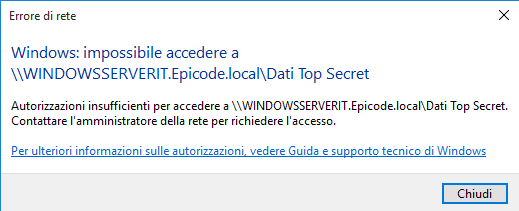 Errore di rete
Windows: impossibile accedere a
\\WINDOWSSERVERIT.Epicode.local\Dati Top Secret
Autorizzazioni insufficienti per accedere a \\WINDOWSSERVERIT.Epicode.local\Dati Top Secret.
Contattare l'amministratore della rete per richiedere l'accesso.
Per ulteriori informazioni sulle autorizzazioni, vedere Guida e supporto tecnico di Windows
Chiudi